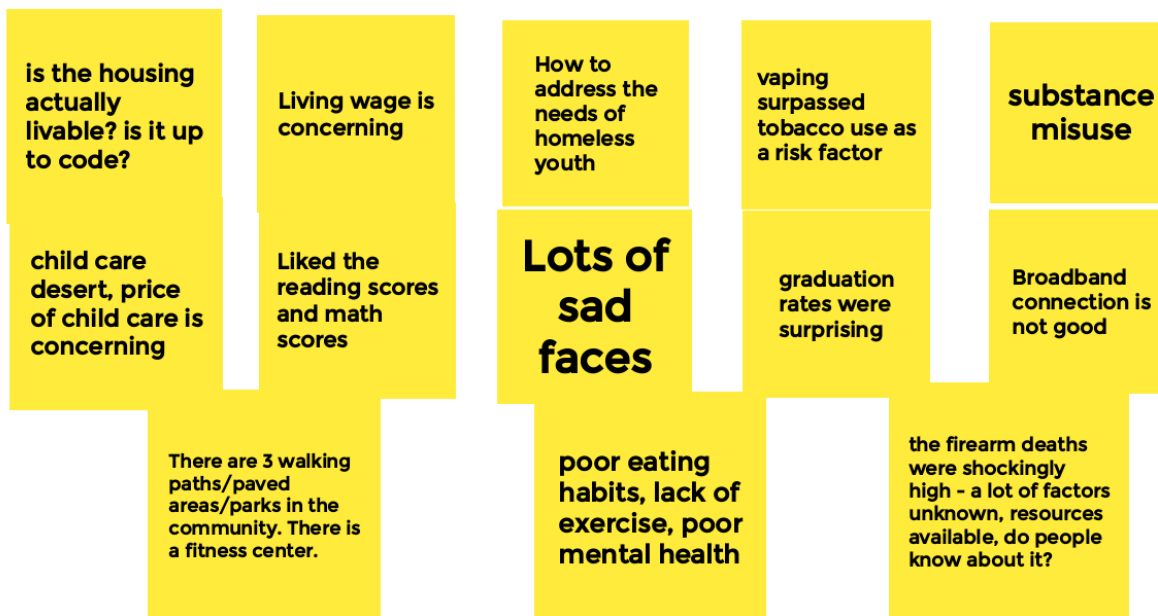 is the housing
actually
livable? is it up
to code?
Living wage is
concerning
How to
address the
needs of
homeless
youth
vaping
surpassed
tobacco use as
a risk factor
substance
misuse
child care
desert, price
of child care is
concerning
Liked the
reading scores
and math
scores
Lots of
sad
faces
graduation
rates were
surprising
Broadband
connection is
not good
There are 3 walking
paths/paved
areas/parks in the
community. There is
a fitness center.
poor eating
habits, lack of
exercise, poor
mental health
the firearm deaths
were shockingly
high - a lot of factors
unknown, resources
available, do people
know about it?